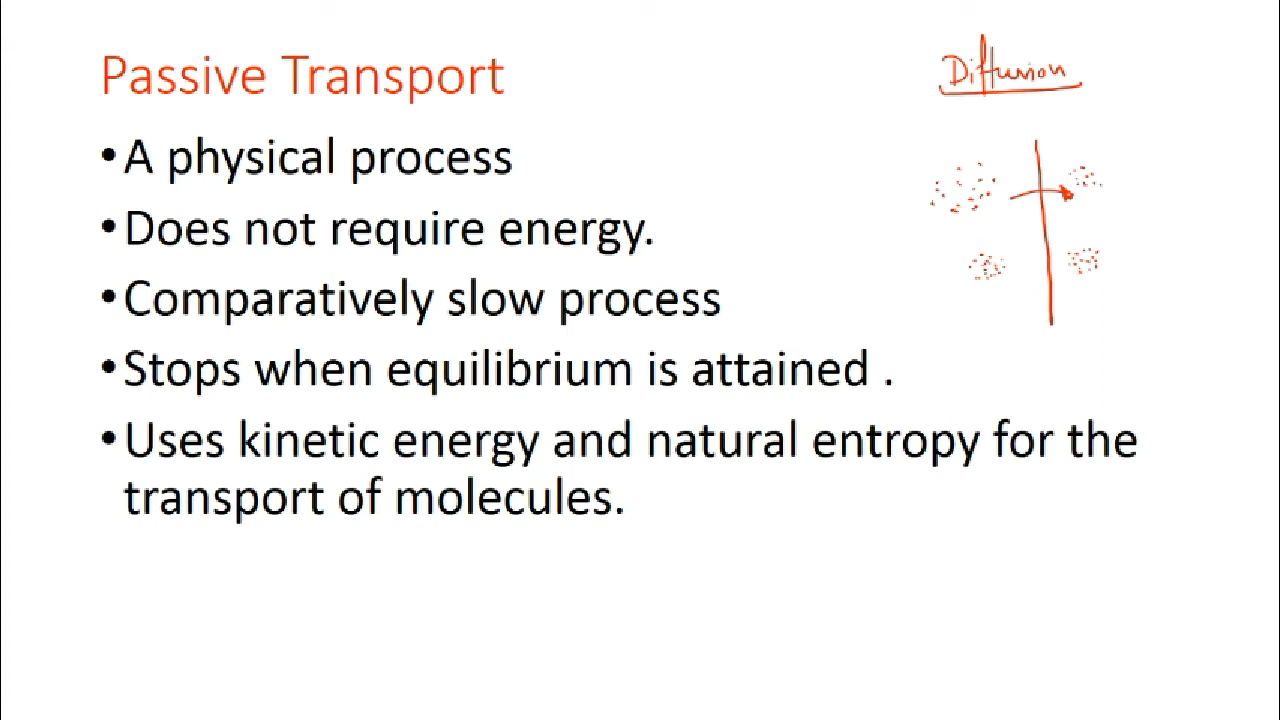 Passive Transport
Diffusion
•A physical process
•Does not require energy.
•Comparatively slow process
•Stops when equilibrium is attained .
•Uses kinetic energy and natural entropy for the
transport of molecules.